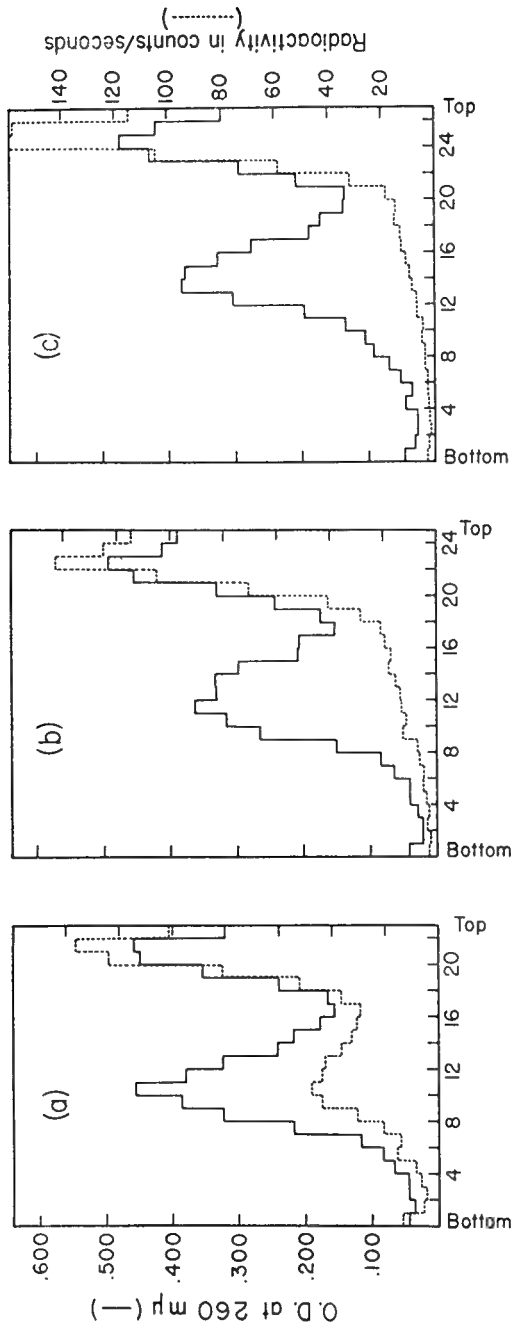 (a)
(b)
(c)
O.D. at 260 mμ (—)
.600
.500
.400
.300
.200
.100
Bottom 4 8 12 16 20 Top
Bottom 4 8 12 16 20 24 Top
Bottom 4 8 12 16 20 24 Top
140
120
100
80
60
40
20
Radioactivity in counts/seconds
(-----)